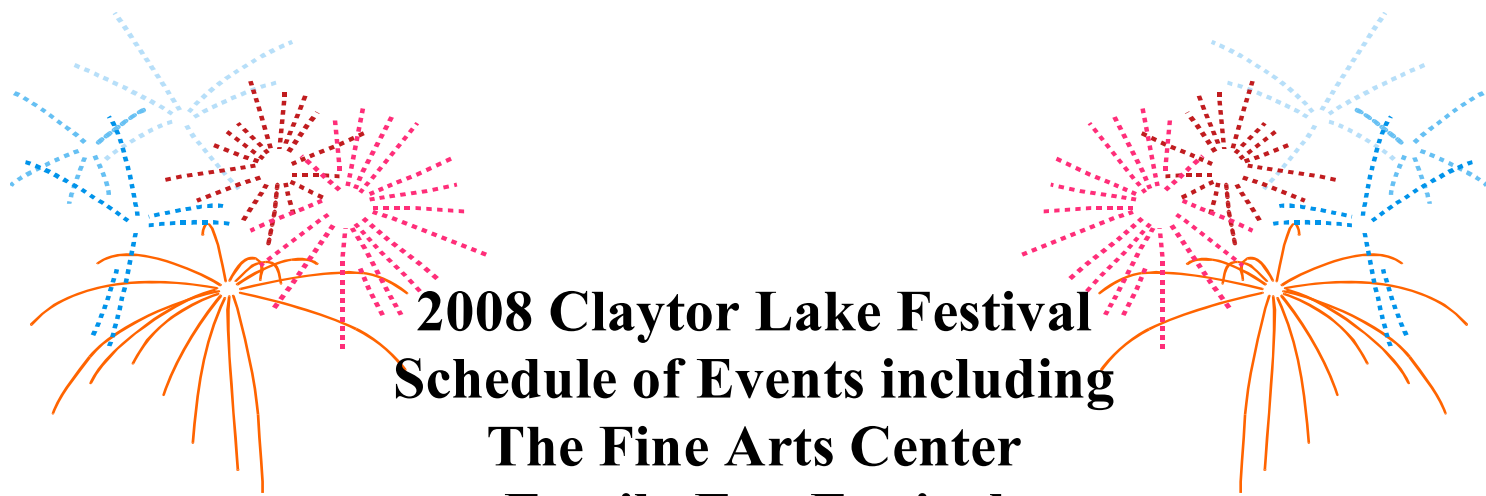 2008 Claytor Lake Festival
Schedule of Events including
The Fine Arts Center